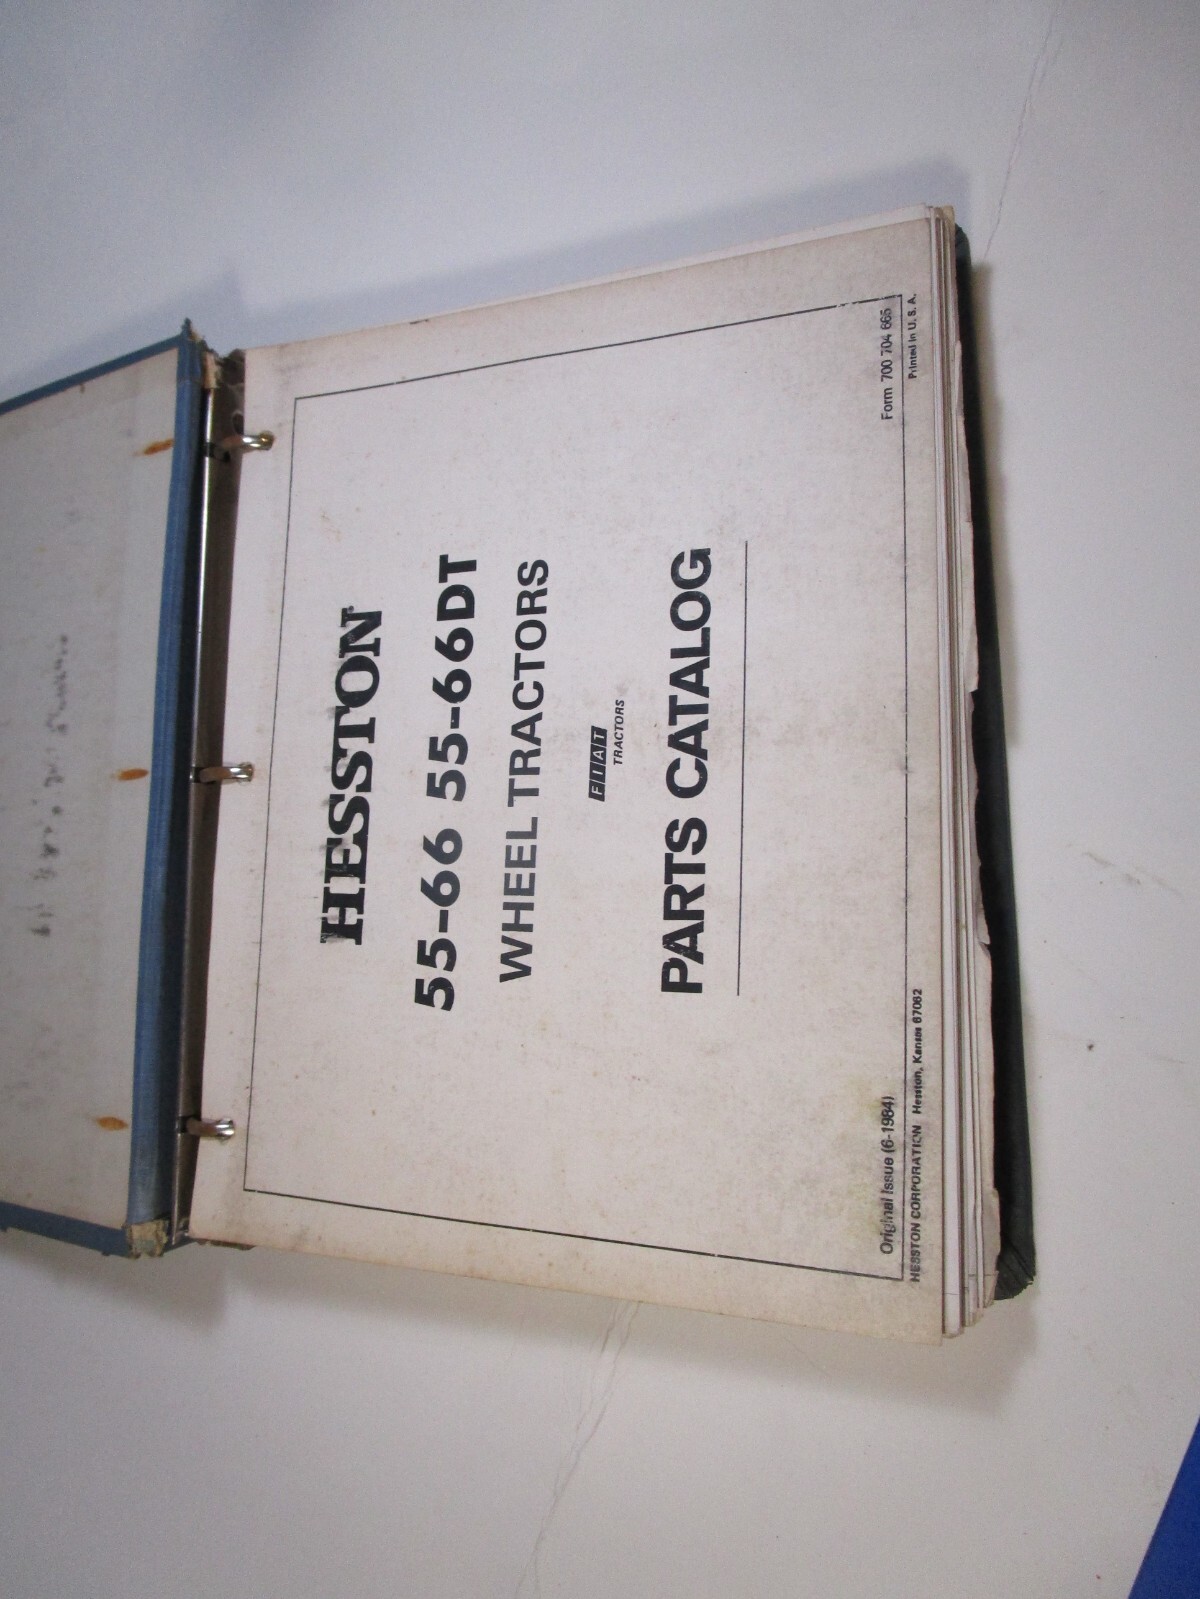 HESSTON
55-66 55-66DT
WHEEL TRACTORS
FIAT
TRACTORS
PARTS CATALOG
Original Issue (6-1984)
Form 700 704 665
HESSTON CORPORATION Hesston, Kansas 67062
Printed in U.S.A.